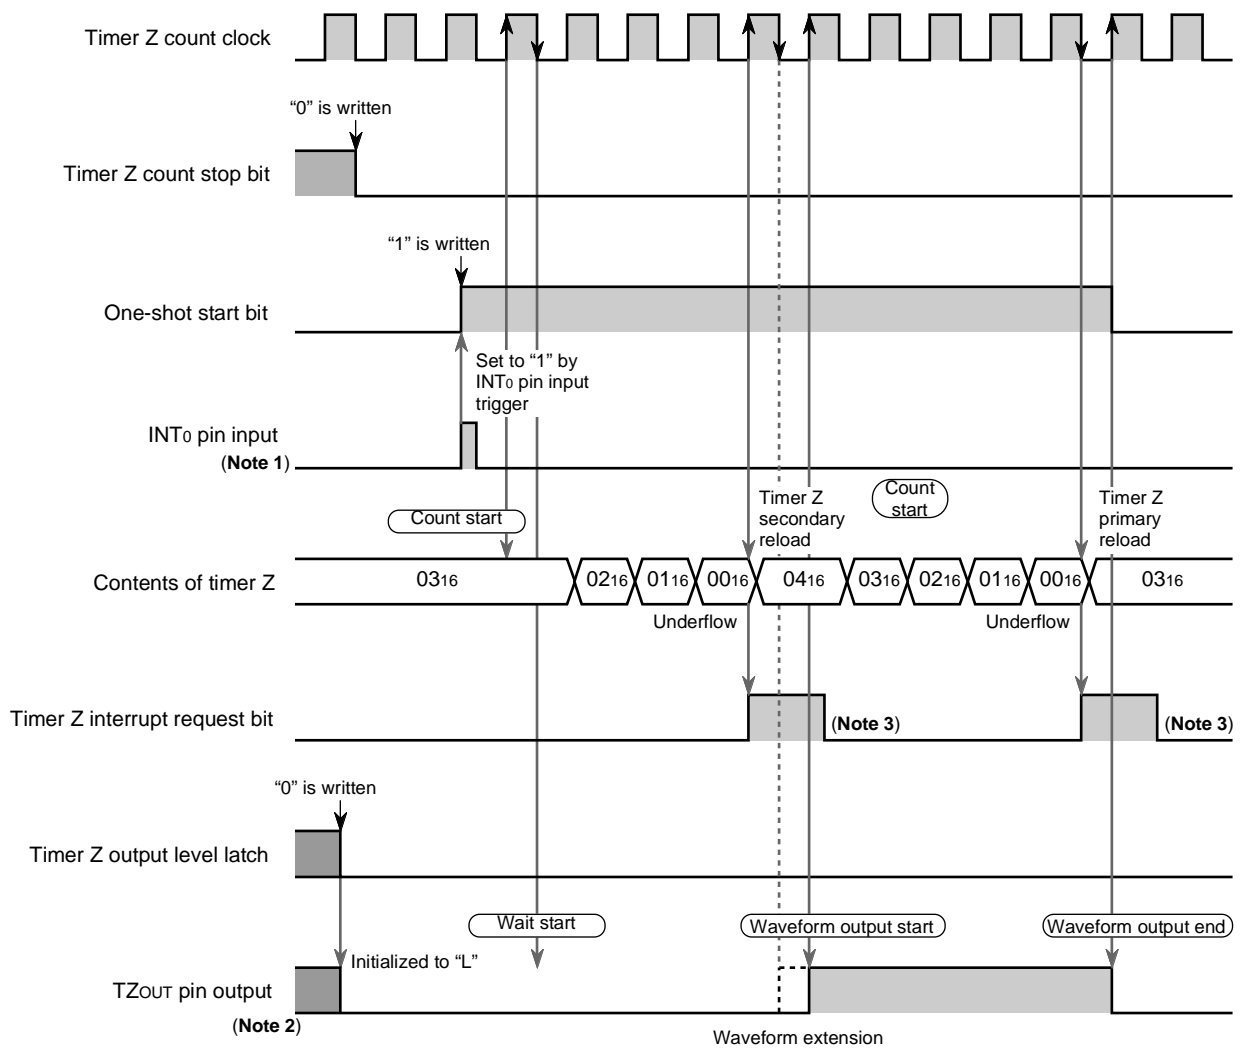 Timer Z count clock
“0” is written
Timer Z count stop bit
“1” is written
One-shot start bit
Set to “1” by
INT0 pin input
trigger
INT0 pin input
(Note 1)
Count start
Timer Z
secondary
reload
Count
start
Timer Z
primary
reload
Contents of timer Z
0316 0216 0116 0016 0416 0316 0216 0116 0016 0316
Underflow Underflow
Timer Z interrupt request bit
(Note 3) (Note 3)
“0” is written
Timer Z output level latch
Wait start Waveform output start Waveform output end
Initialized to “L”
TZOUT pin output
(Note 2)
Waveform extension